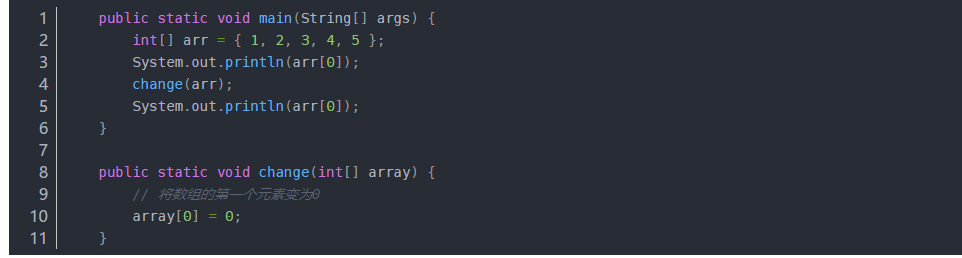 1 public static void main(String[] args) {
2 int[] arr = { 1, 2, 3, 4, 5 };
3 System.out.println(arr[0]);
4 change(arr);
5 System.out.println(arr[0]);
6 }
7
8 public static void change(int[] array) {
9 // 将数组的第一个元素变为0
10 array[0] = 0;
11 }